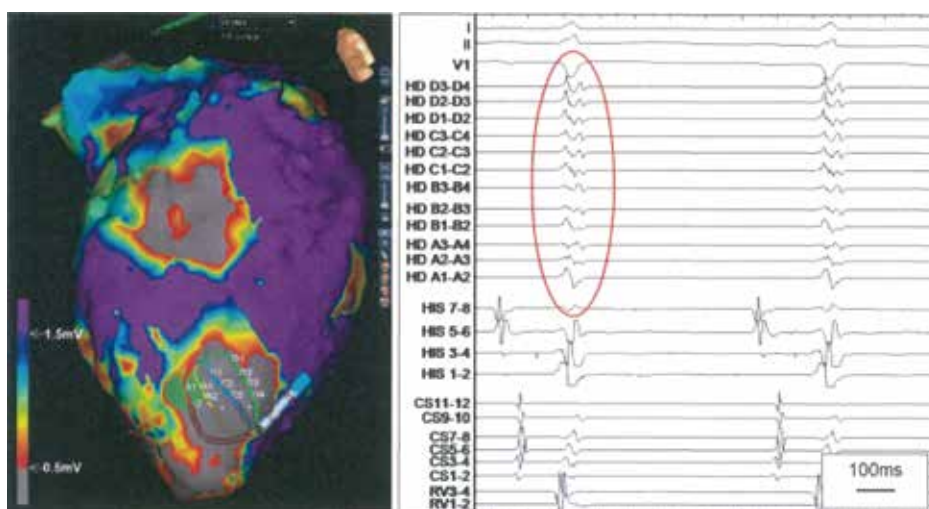 <-1.5mV
<-0.5mV
I
II
V1
HD D3-D4
HD D2-D3
HD D1-D2
HD C3-C4
HD C2-C3
HD C1-C2
HD B3-B4
HD B2-B3
HD B1-B2
HD A3-A4
HD A2-A3
HD A1-A2
HIS 7-8
HIS 5-6
HIS 3-4
HIS 1-2
CS11-12
CS9-10
CS7-8
CS5-6
CS3-4
CS1-2
RV3-4
RV1-2
100ms